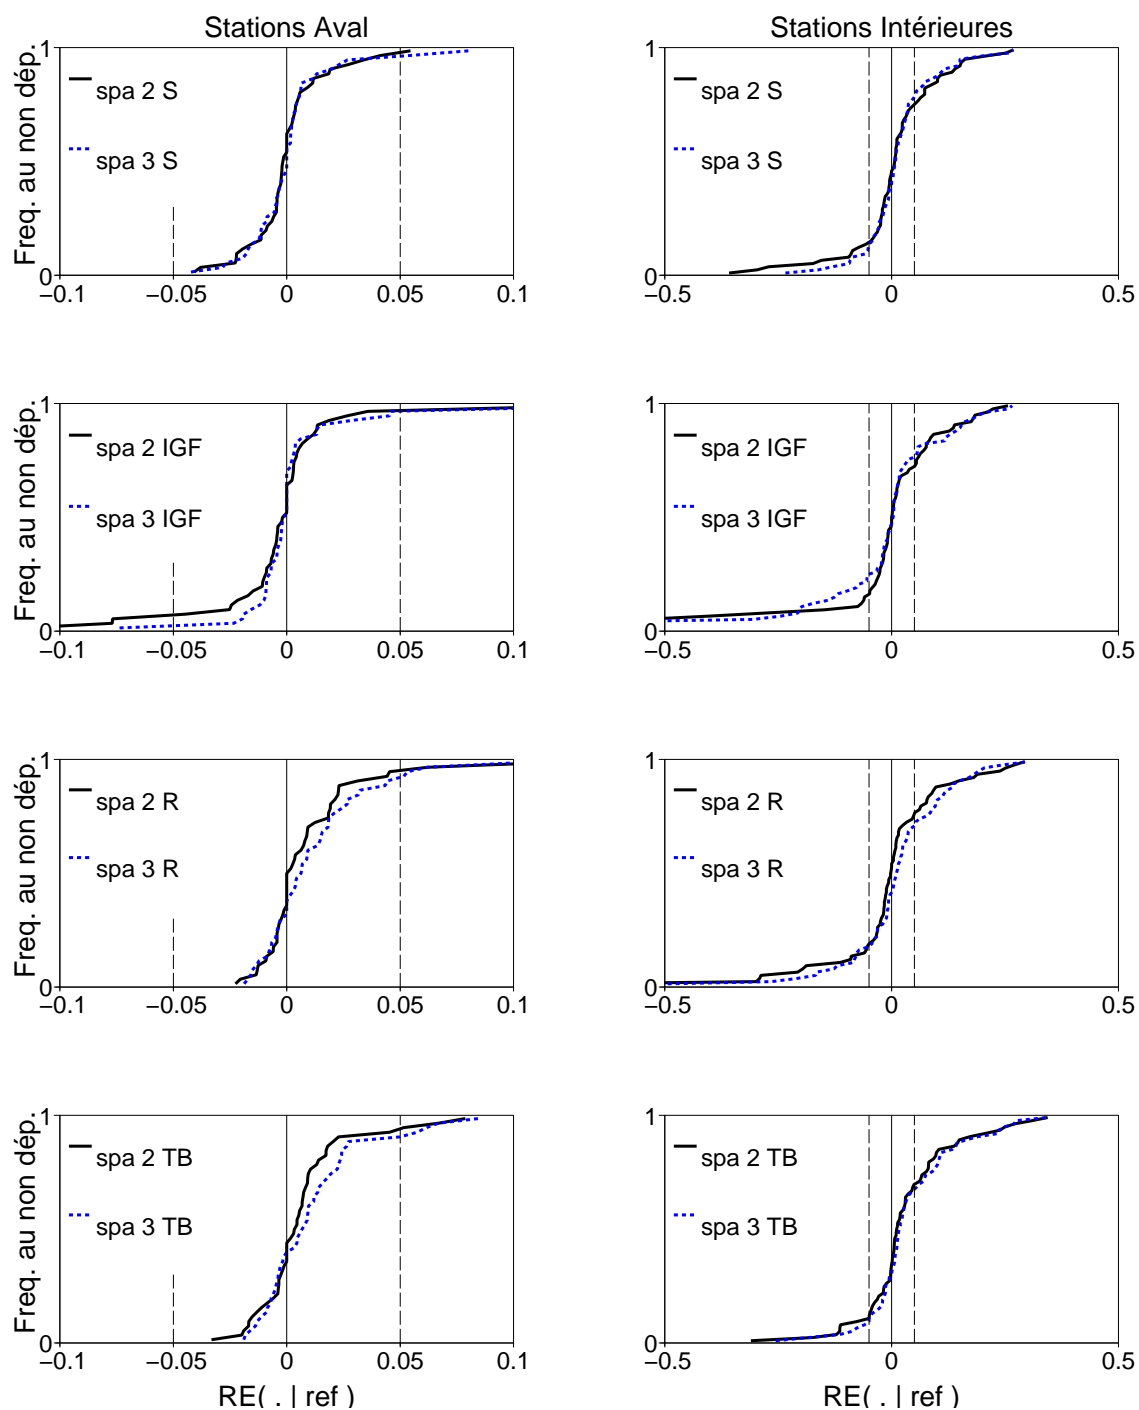 Stations Aval
Stations Intérieures
Freq. au non dép.
1
0
spa 2 S
spa 3 S
−0.1
−0.05
0
0.05
0.1
1
0
spa 2 S
spa 3 S
−0.5
0
0.5
Freq. au non dép.
1
0
spa 2 IGF
spa 3 IGF
−0.1
−0.05
0
0.05
0.1
1
0
spa 2 IGF
spa 3 IGF
−0.5
0
0.5
Freq. au non dép.
1
0
spa 2 R
spa 3 R
−0.1
−0.05
0
0.05
0.1
1
0
spa 2 R
spa 3 R
−0.5
0
0.5
Freq. au non dép.
1
0
spa 2 TB
spa 3 TB
−0.1
−0.05
0
0.05
0.1
RE( . | ref )
1
0
spa 2 TB
spa 3 TB
−0.5
0
0.5
RE( . | ref )